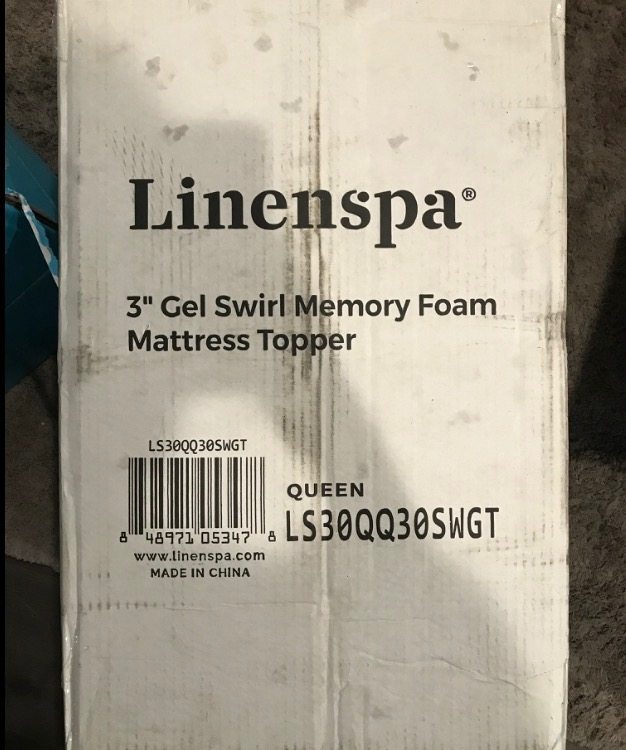 Linenspa®
3" Gel Swirl Memory Foam
Mattress Topper
LS30QQ30SWGT
8 48971 05347 8
www.linenspa.com
MADE IN CHINA
QUEEN
LS30QQ30SWGT